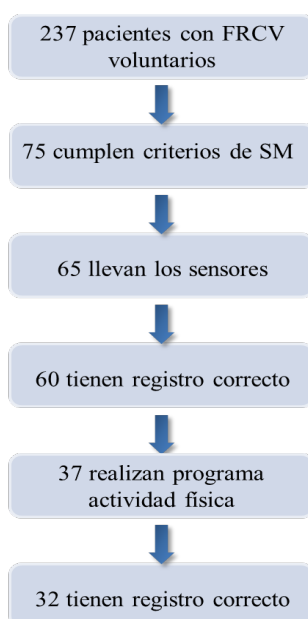 237 pacientes con FRCV
voluntarios
75 cumplen criterios de SM
65 llevan los sensores
60 tienen registro correcto
37 realizan programa
actividad física
32 tienen registro correcto